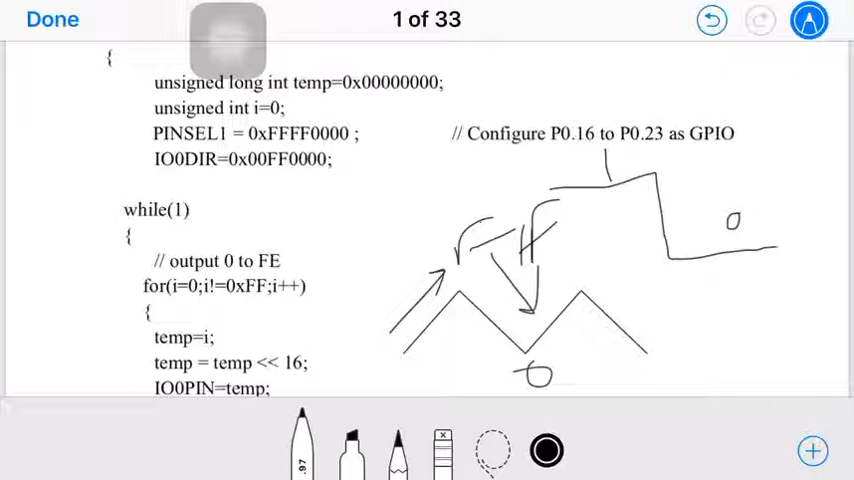 Done 1 of 33
{
unsigned long int temp=0x00000000;
unsigned int i=0;
PINSEL1 = 0xFFFF0000 ; // Configure P0.16 to P0.23 as GPIO
IO0DIR=0x00FF0000;
while(1)
{
// output 0 to FE
for(i=0;i!=0xFF;i++)
{
temp=i;
temp = temp << 16;
IO0PIN=temp;
FF
0
0
.97